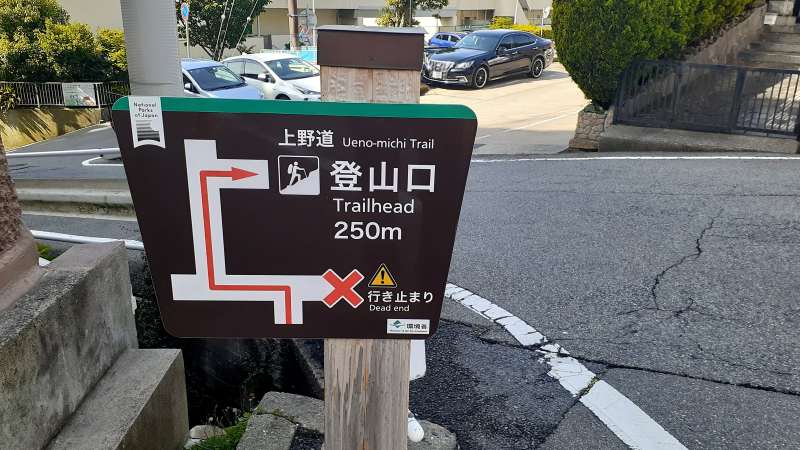 National Parks
of Japan
上野道 Ueno-michi Trail
登山口
Trailhead
250m
行き止まり
Dead end
環境省